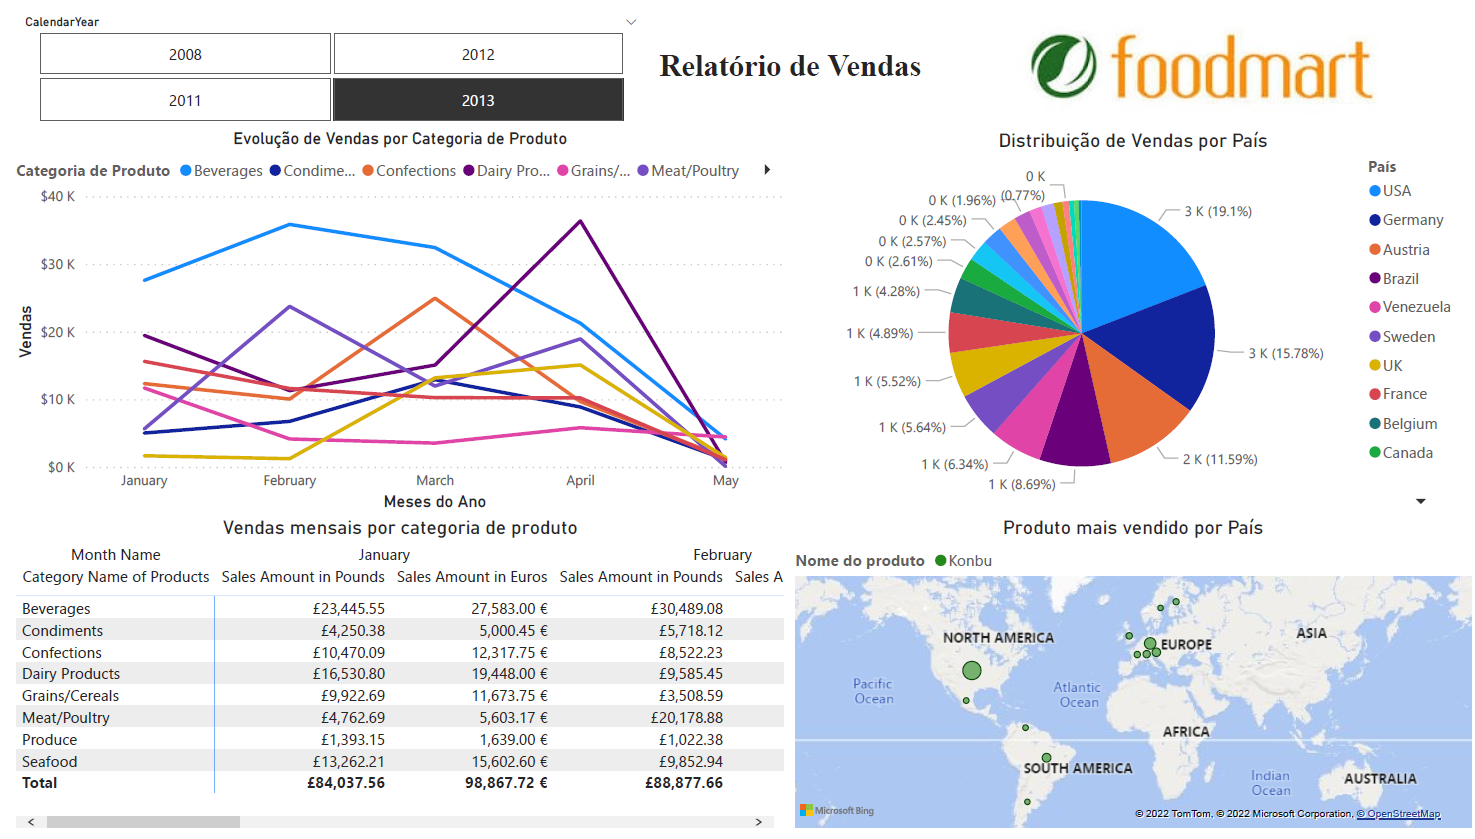 CalendarYear
2008
2012
2011
2013
Relatório de Vendas
foodmart
Evolução de Vendas por Categoria de Produto
Categoria de Produto Beverages Condime... Confections Dairy Pro... Grains/... Meat/Poultry
$40 K
$30 K
$20 K
$10 K
$0 K
Vendas
January February March April May
Meses do Ano
Distribuição de Vendas por País
0 K
(0.77%)
0 K (1.96%)
0 K (2.45%)
0 K (2.57%)
0 K (2.61%)
1 K (4.28%)
1 K (4.89%)
1 K (5.52%)
1 K (5.64%)
1 K (6.34%)
1 K (8.69%)
2 K (11.59%)
3 K (15.78%)
3 K (19.1%)
País
USA
Germany
Austria
Brazil
Venezuela
Sweden
UK
France
Belgium
Canada
Vendas mensais por categoria de produto
Month Name January February
Category Name of Products Sales Amount in Pounds Sales Amount in Euros Sales Amount in Pounds Sales A
Beverages £23,445.55 27,583.00 € £30,489.08
Condiments £4,250.38 5,000.45 € £5,718.12
Confections £10,470.09 12,317.75 € £8,522.23
Dairy Products £16,530.80 19,448.00 € £9,585.45
Grains/Cereals £9,922.69 11,673.75 € £3,508.59
Meat/Poultry £4,762.69 5,603.17 € £20,178.88
Produce £1,393.15 1,639.00 € £1,022.38
Seafood £13,262.21 15,602.60 € £9,852.94
Total £84,037.56 98,867.72 € £88,877.66
Produto mais vendido por País
Nome do produto Konbu
NORTH AMERICA
EUROPE
ASIA
Pacific
Ocean
Atlantic
Ocean
AFRICA
SOUTH AMERICA
Indian
Ocean
AUSTRALIA
Microsoft Bing
© 2022 TomTom, © 2022 Microsoft Corporation, © OpenStreetMap